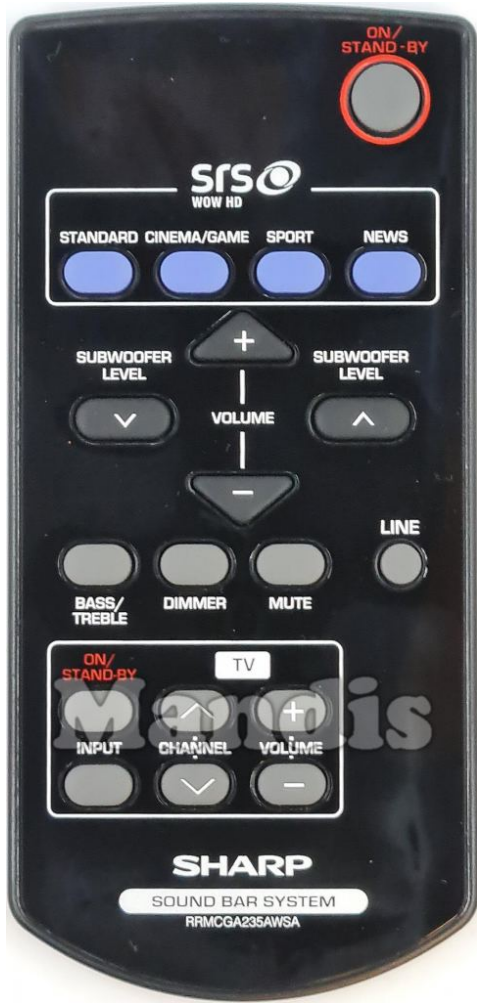 ON/
STAND-BY
SRS
WOW HD
STANDARD CINEMA/GAME SPORT NEWS
+
SUBWOOFER
LEVEL
SUBWOOFER
LEVEL
VOLUME
-
LINE
BASS/
TREBLE
DIMMER
MUTE
ON/
STAND-BY
TV
+
Mandis
INPUT CHANNEL VOLUME
-
SHARP
SOUND BAR SYSTEM
RRMCGA235AWSA